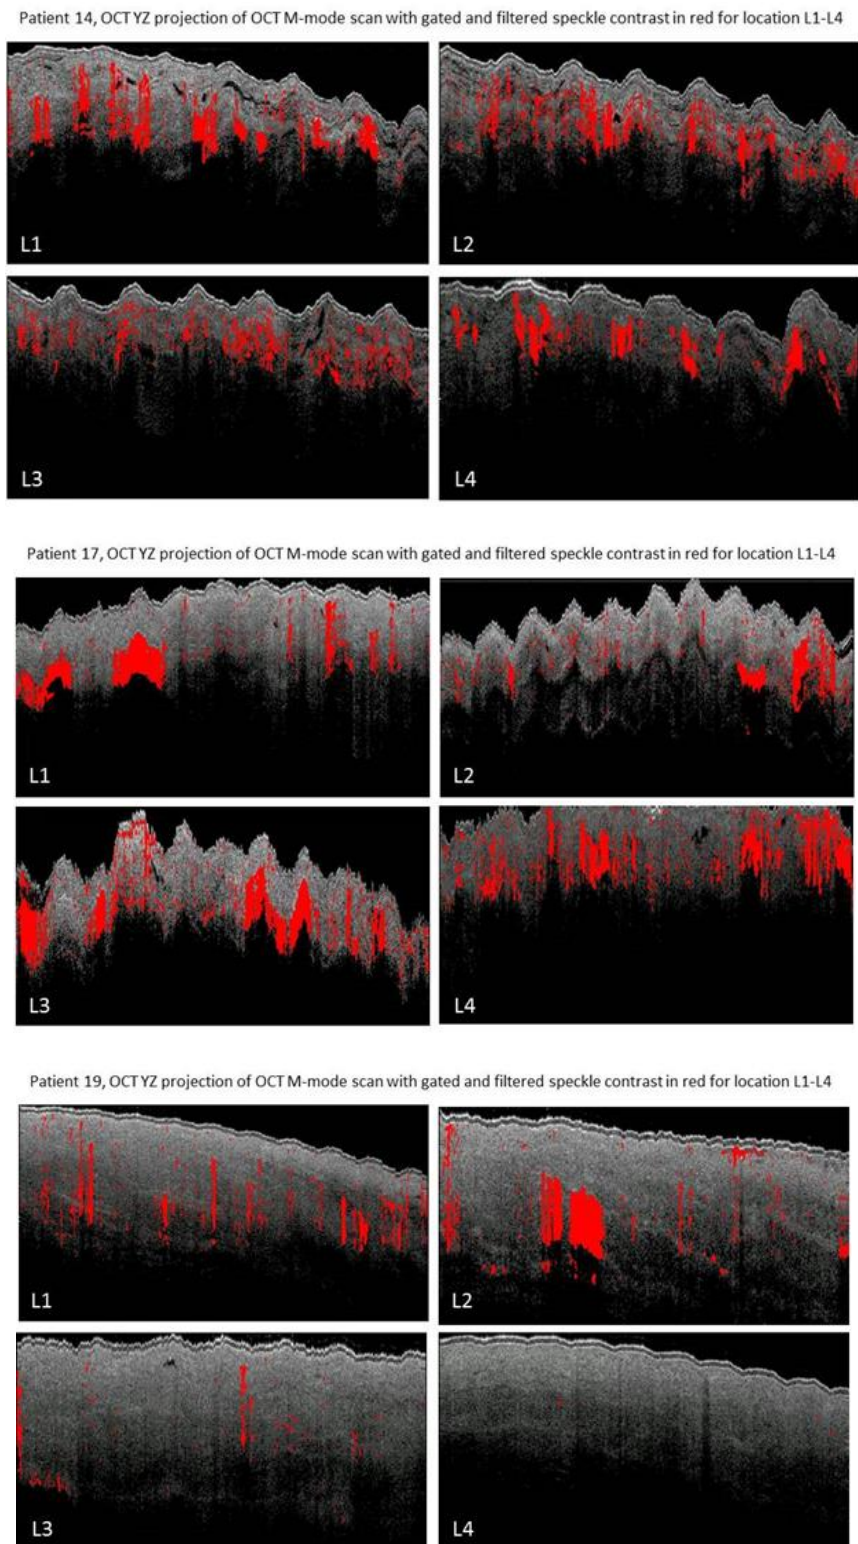 Patient 14, OCT YZ projection of OCT M-mode scan with gated and filtered speckle contrast in red for location L1-L4
L1
L2
L3
L4
Patient 17, OCT YZ projection of OCT M-mode scan with gated and filtered speckle contrast in red for location L1-L4
L1
L2
L3
L4
Patient 19, OCT YZ projection of OCT M-mode scan with gated and filtered speckle contrast in red for location L1-L4
L1
L2
L3
L4